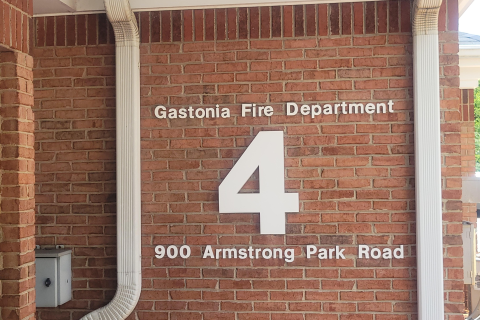 Gastonia Fire Department
4
900 Armstrong Park Road